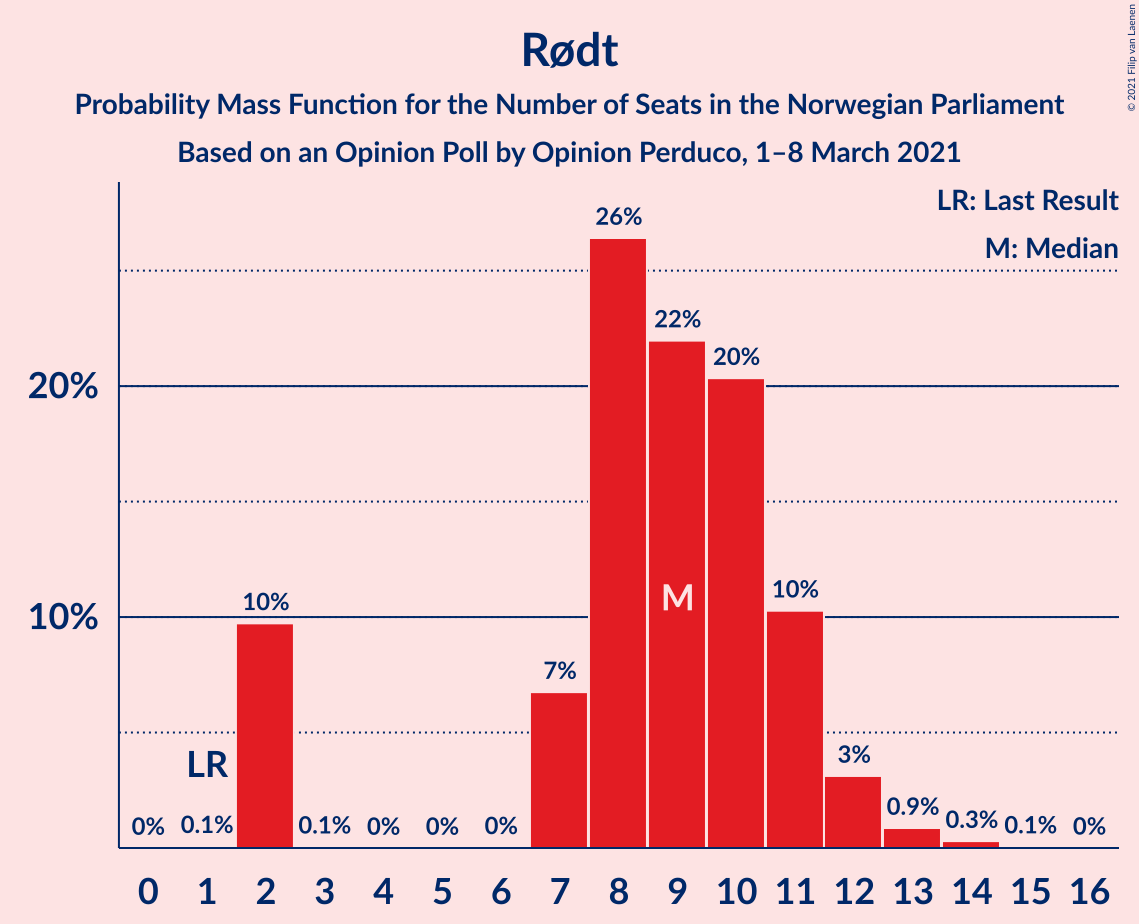 Rødt
Probability Mass Function for the Number of Seats in the Norwegian Parliament
Based on an Opinion Poll by Opinion Perduco, 1–8 March 2021
© 2021 Filip van Laenen
LR: Last Result
M: Median
26%
22%
20%
20%
10%
10%
10%
7%
M
LR
3%
0%
0.1%
0.1%
0%
0%
0%
0.9%
0.3%
0.1%
0%
0 1 2 3 4 5 6 7 8 9 10 11 12 13 14 15 16